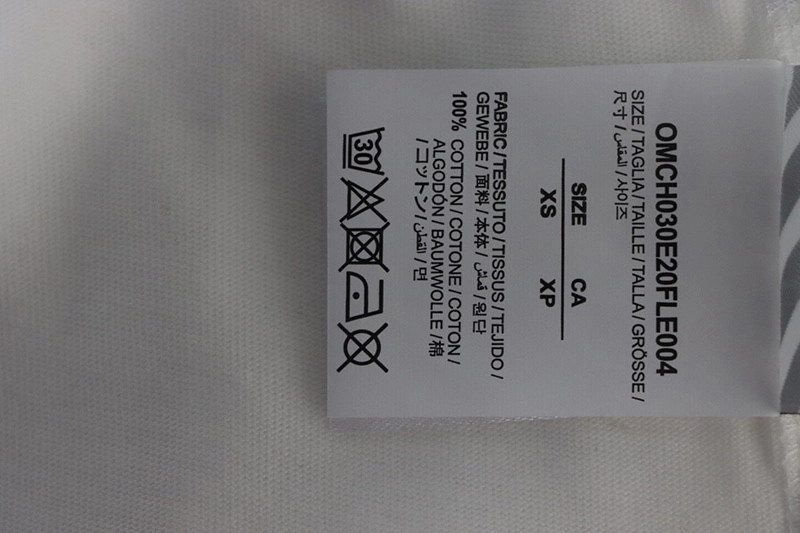 OMCH030E20FLE004
SIZE / TAGLIA / TAILLE / TALLA / GRÖSSE /
尺寸 / المقاس / 사이즈
SIZE CA
XS XP
FABRIC / TESSUTO / TISSUS / TEJIDO /
GEWEBE / 面料 / 本体 / قماش / 원단
100% COTTON / COTONE / COTON /
ALGODÓN / BAUMWOLLE / 棉
/ コットン / القطن / 면
30